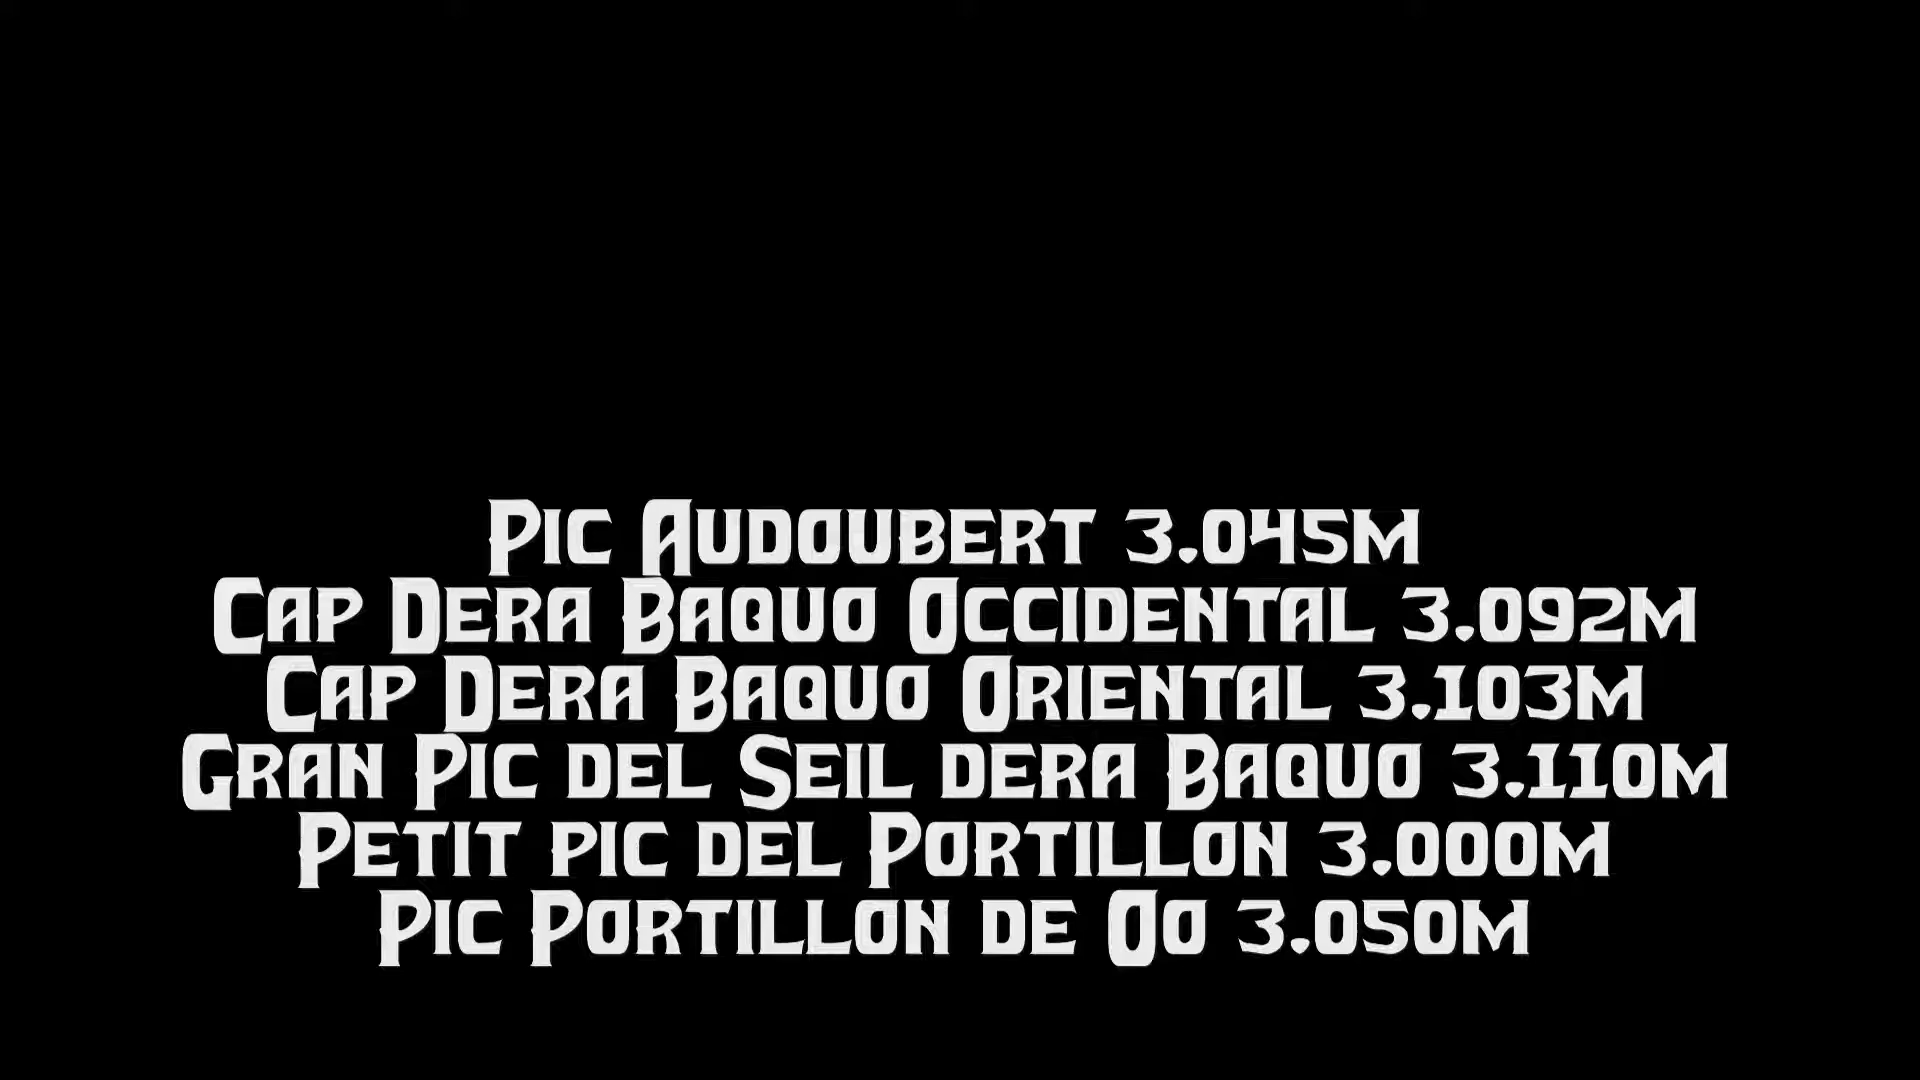 Pic Audoubert 3.045m
Cap Dera Baquo Occidental 3.092m
Cap Dera Baquo Oriental 3.103m
Gran Pic del Seil dera Baquo 3.110m
Petit pic del Portillon 3.000m
Pic Portillon de Oo 3.050m